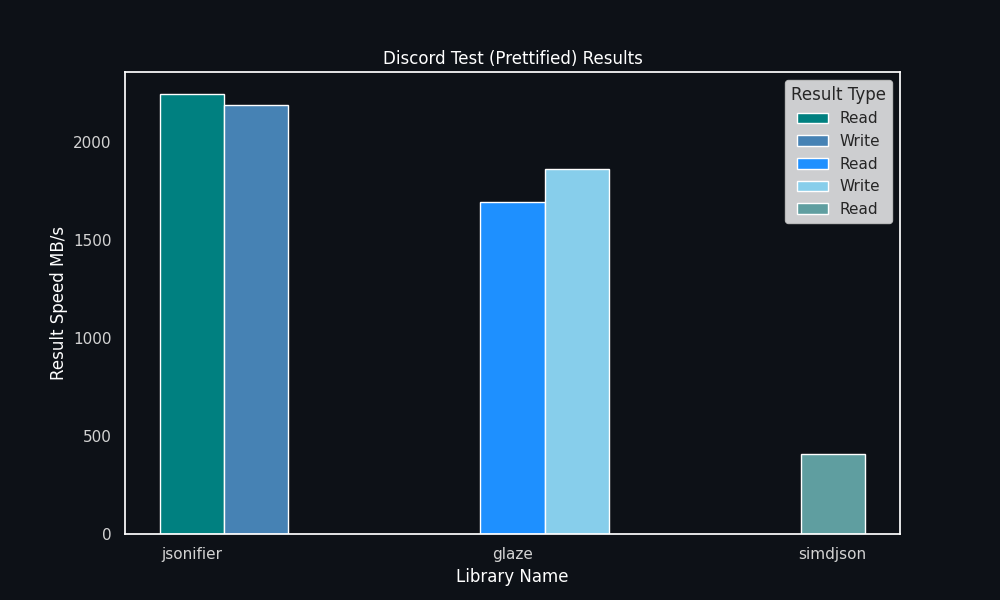 Discord Test (Prettified) Results
Result Type
Read
Write
Read
Write
Read
Result Speed MB/s
2000
1500
1000
500
0
jsonifier
glaze
simdjson
Library Name